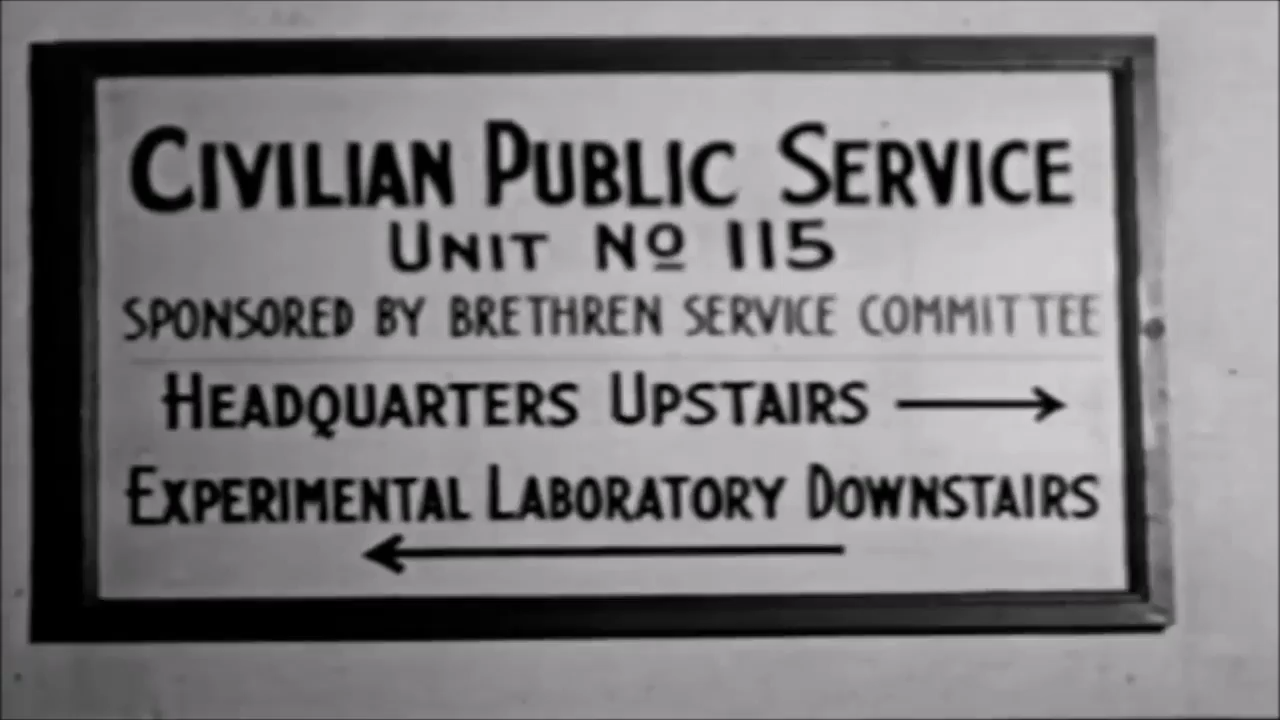 CIVILIAN PUBLIC SERVICE
UNIT Nº 115
SPONSORED BY BRETHREN SERVICE COMMITTEE
HEADQUARTERS UPSTAIRS →
EXPERIMENTAL LABORATORY DOWNSTAIRS
←